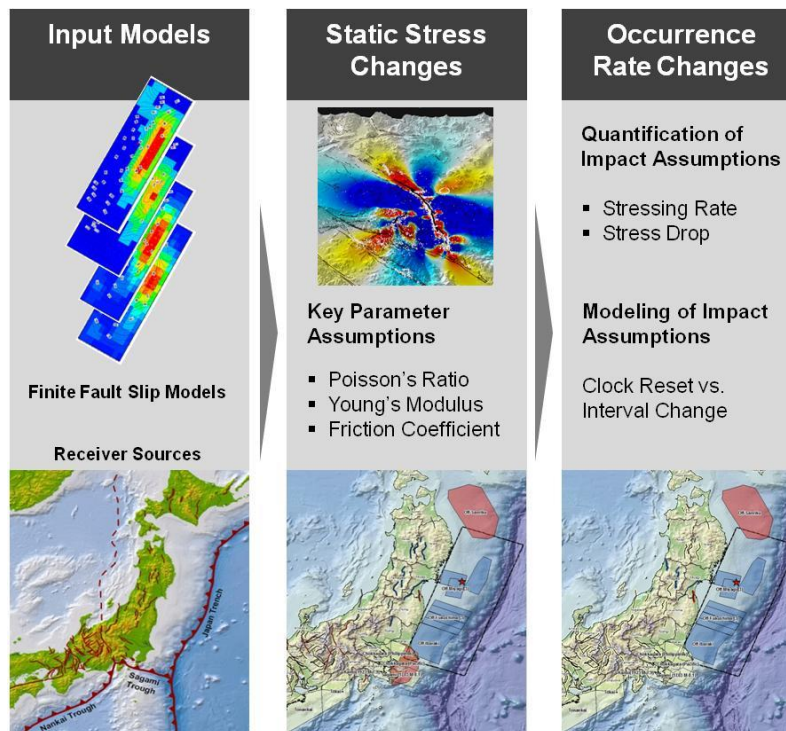 Input Models
Finite Fault Slip Models
Receiver Sources
Japan Trench
Sagami
Trough
Nankai Trough
Static Stress
Changes
Key Parameter
Assumptions
▪ Poisson's Ratio
▪ Young's Modulus
▪ Friction Coefficient
Occurrence
Rate Changes
Quantification of
Impact Assumptions
▪ Stressing Rate
▪ Stress Drop
Modeling of Impact
Assumptions
Clock Reset vs.
Interval Change